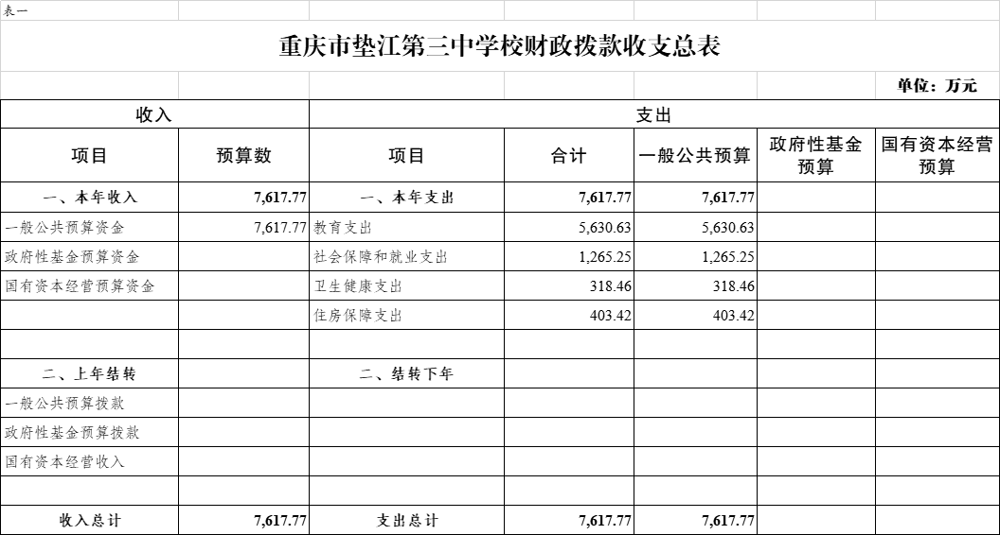 表一
重庆市垫江第三中学校财政拨款收支总表
单位：万元
收入 支出
项目 预算数 项目 合计 一般公共预算 政府性基金 国有资本经营
预算 预算
一、本年收入 7,617.77 一、本年支出 7,617.77 7,617.77
一般公共预算资金 7,617.77 教育支出 5,630.63 5,630.63
政府性基金预算资金 社会保障和就业支出 1,265.25 1,265.25
国有资本经营预算资金 卫生健康支出 318.46 318.46
住房保障支出 403.42 403.42
二、上年结转 二、结转下年
一般公共预算拨款
政府性基金预算拨款
国有资本经营收入
收入总计 7,617.77 支出总计 7,617.77 7,617.77